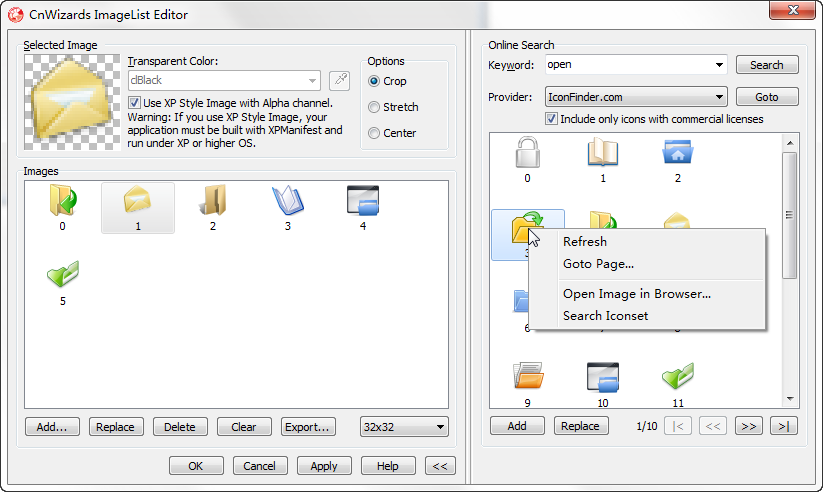 CnWizards ImageList Editor
Selected Image
Transparent Color:
clBlack
Use XP Style Image with Alpha channel.
Warning: If you use XP Style Image, your
application must be built with XPManifest and
run under XP or higher OS.
Options
Crop
Stretch
Center
Images
0
1
2
3
4
5
Add...
Replace
Delete
Clear
Export...
32x32
OK
Cancel
Apply
Help
<<
Online Search
Keyword:
open
Search
Provider:
IconFinder.com
Goto
Include only icons with commercial licenses
0
1
2
Refresh
Goto Page...
Open Image in Browser...
Search Iconset
9
10
11
Add
Replace
1/10
|<
<<
>>
>|